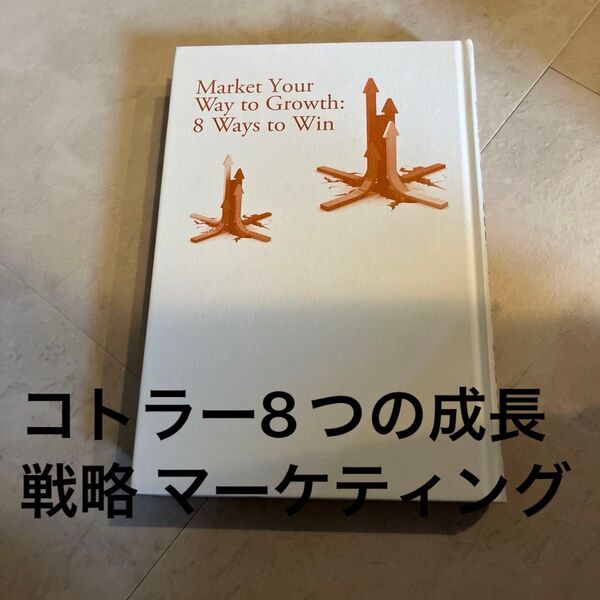 Market Your
Way to Growth:
8 Ways to Win
コトラー8つの成長
戦略 マーケティング